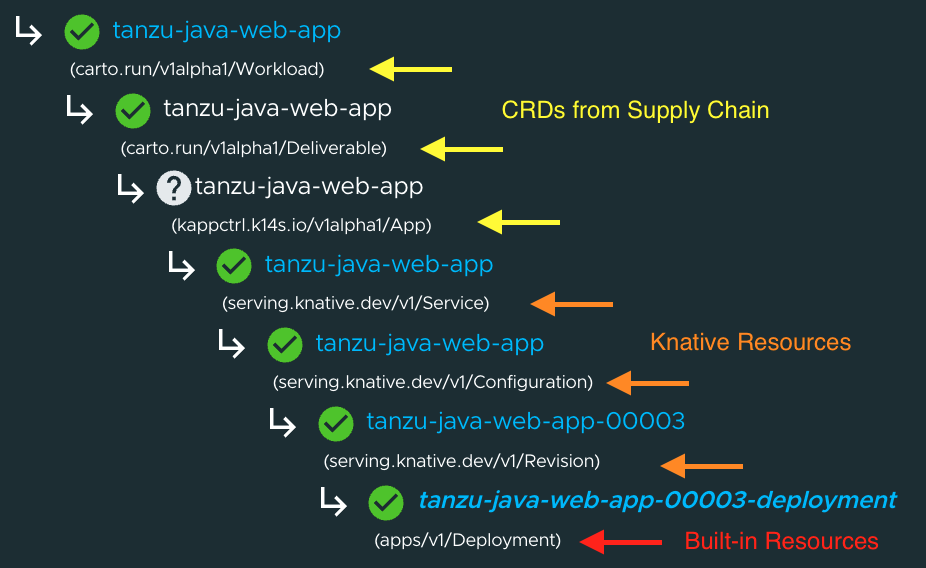 tanzu-java-web-app
(carto.run/v1alpha1/Workload)
tanzu-java-web-app
CRDs from Supply Chain
(carto.run/v1alpha1/Deliverable)
? tanzu-java-web-app
(kappctrl.k14s.io/v1alpha1/App)
tanzu-java-web-app
(serving.knative.dev/v1/Service)
tanzu-java-web-app
Knative Resources
(serving.knative.dev/v1/Configuration)
tanzu-java-web-app-00003
(serving.knative.dev/v1/Revision)
tanzu-java-web-app-00003-deployment
(apps/v1/Deployment)
Built-in Resources